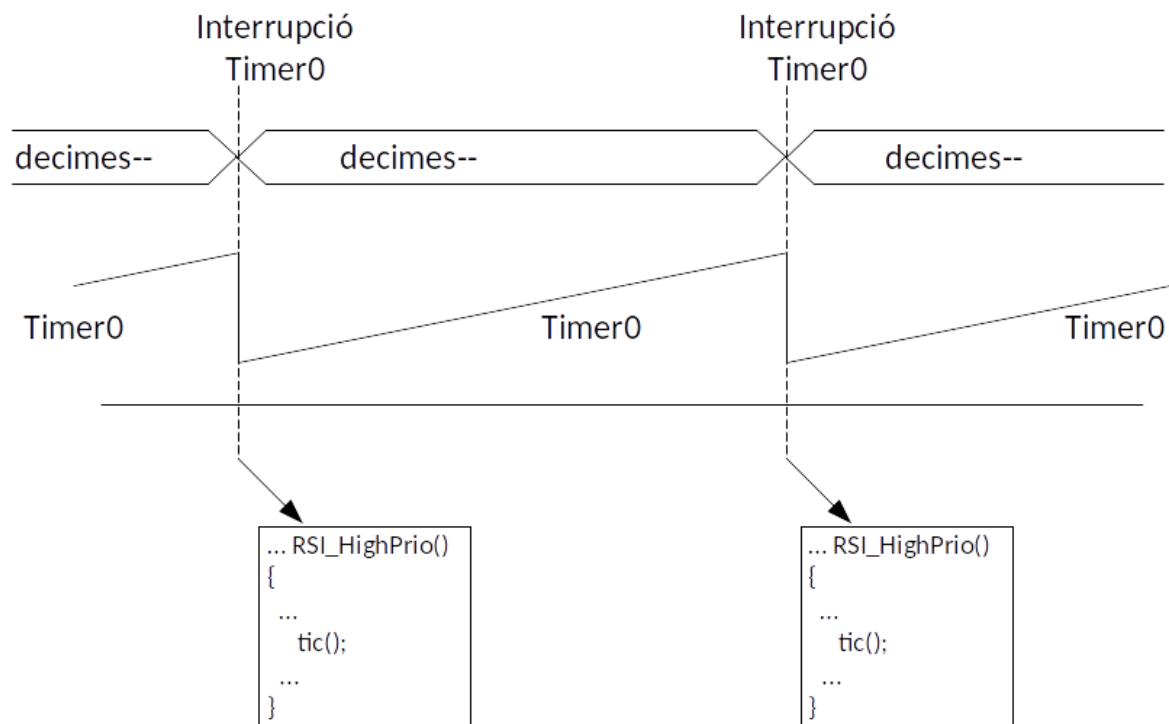 Interrupció
Timer0
Interrupció
Timer0
decimes--
decimes--
decimes--
Timer0
Timer0
Timer0
... RSI_HighPrio()
{
...
tic();
...
}
... RSI_HighPrio()
{
...
tic();
...
}